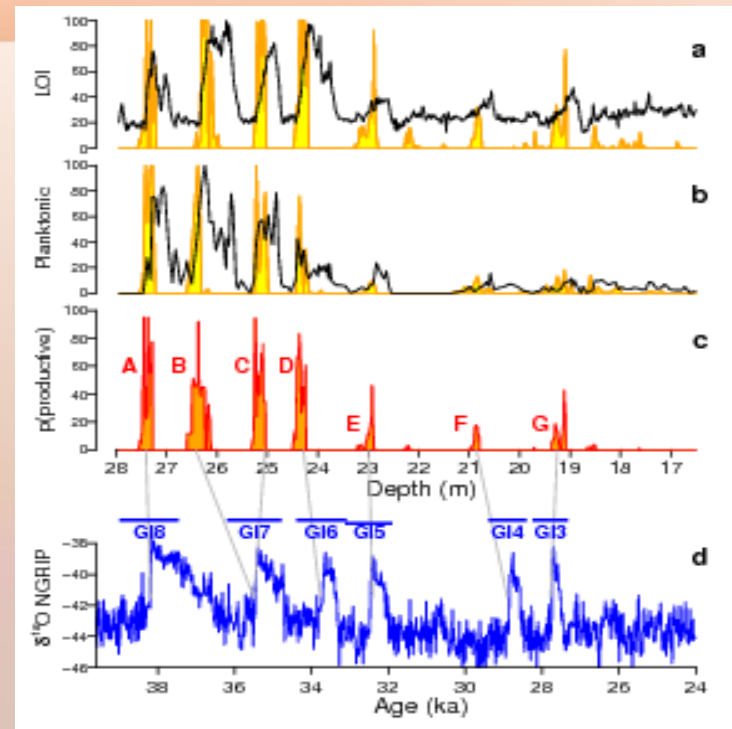 100
80
60
40
20
0
LOI
a
100
80
60
40
20
0
Planktonic
b
100
80
60
40
20
0
p(productive)
c
A B C D E F G
28 27 26 25 24 23 22 21 20 19 18 17
Depth (m)
GI8 GI7 GI6 GI5 GI4 GI3
d
-38
-40
-42
-44
-46
δ¹⁸O NGRIP
38 36 34 32 30 28 26 24
Age (ka)